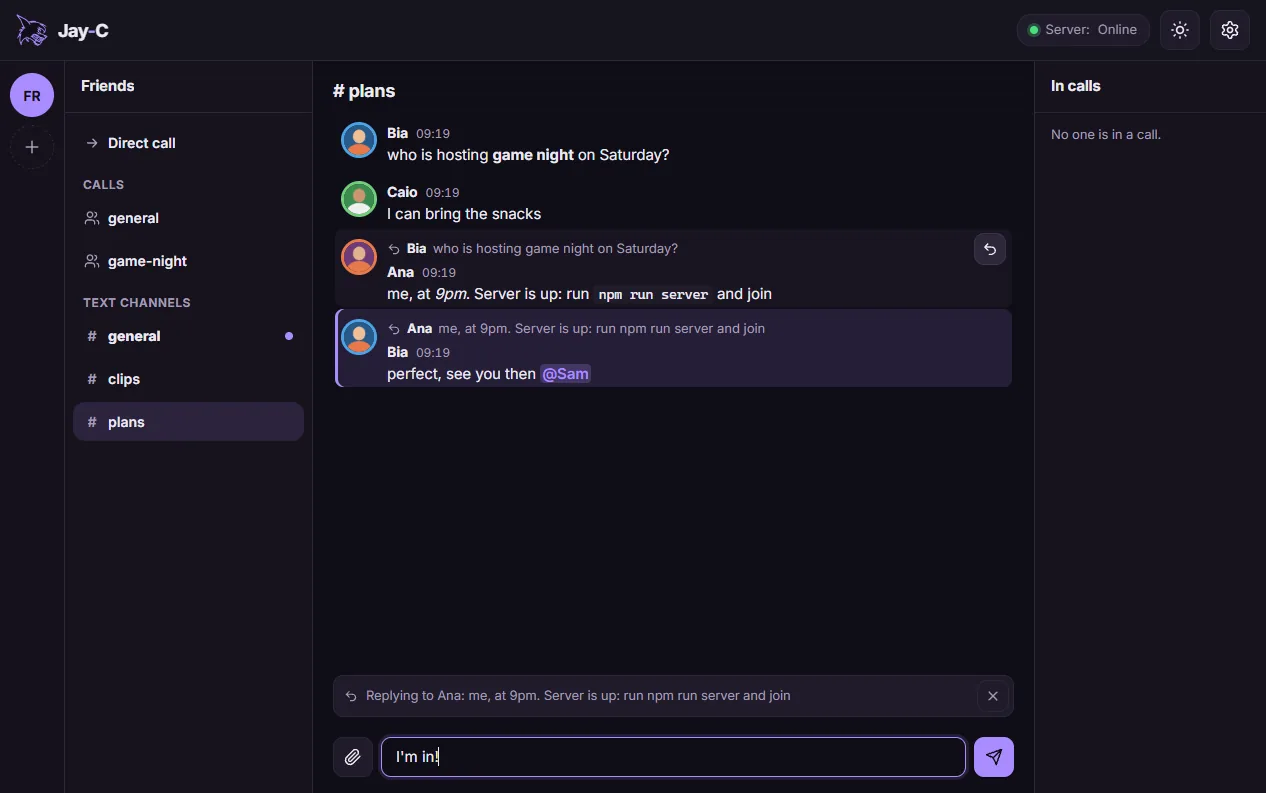 Jay-C
Server: Online
FR
Friends
Direct call
CALLS
general
game-night
TEXT CHANNELS
# general
# clips
# plans
# plans
Bia 09:19
who is hosting game night on Saturday?
Caio 09:19
I can bring the snacks
Bia who is hosting game night on Saturday?
Ana 09:19
me, at 9pm. Server is up: run npm run server and join
Ana me, at 9pm. Server is up: run npm run server and join
Bia 09:19
perfect, see you then @Sam
Replying to Ana: me, at 9pm. Server is up: run npm run server and join
I'm in!
In calls
No one is in a call.